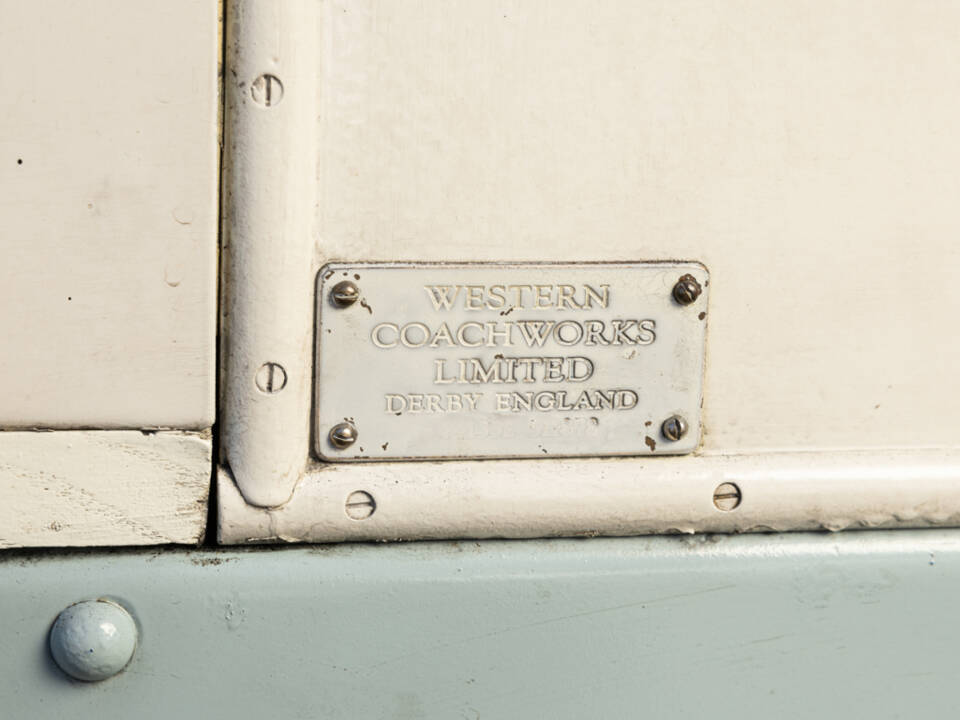 WESTERN
COACHWORKS
LIMITED
DERBY ENGLAND